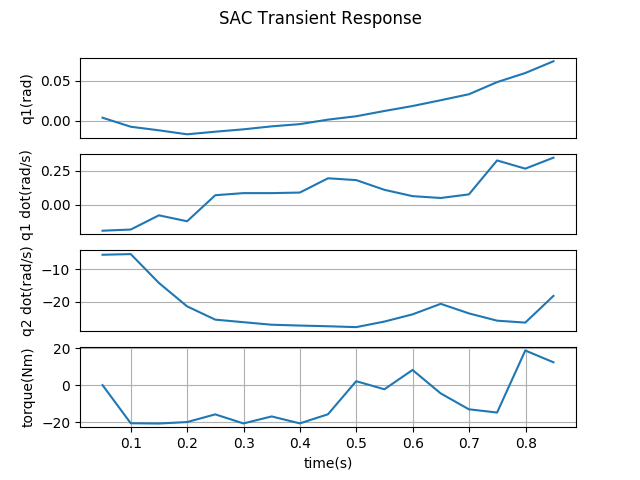 SAC Transient Response
q1(rad)
0.05
0.00
q1 dot(rad/s)
0.25
0.00
q2 dot(rad/s)
−10
−20
torque(Nm)
20
0
−20
0.1 0.2 0.3 0.4 0.5 0.6 0.7 0.8
time(s)